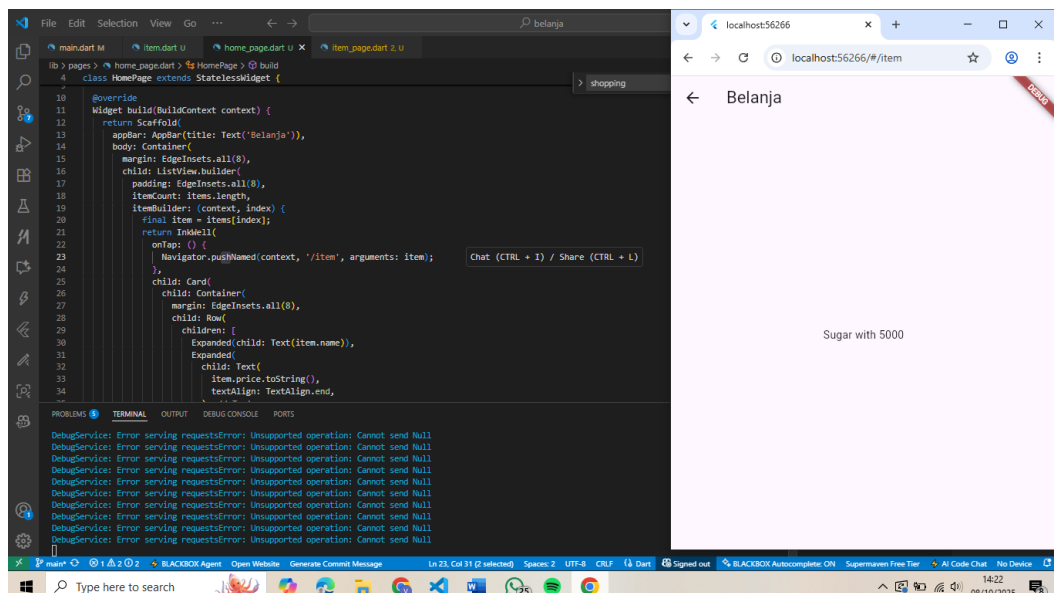 File Edit Selection View Go ··· belanja
main.dart M item.dart U home_page.dart U item_page.dart 2, U
lib > pages > home_page.dart > HomePage > build
4 class HomePage extends StatelessWidget {
> shopping
10 @override
11 Widget build(BuildContext context) {
12 return Scaffold(
13 appBar: AppBar(title: Text('Belanja')),
14 body: Container(
15 margin: EdgeInsets.all(8),
16 child: ListView.builder(
17 padding: EdgeInsets.all(8),
18 itemCount: items.length,
19 itemBuilder: (context, index) {
20 final item = items[index];
21 return InkWell(
22 onTap: () {
23 Navigator.pushNamed(context, '/item', arguments: item); Chat (CTRL + I) / Share (CTRL + L)
24 },
25 child: Card(
26 child: Container(
27 margin: EdgeInsets.all(8),
28 child: Row(
29 children: [
30 Expanded(child: Text(item.name)),
31 Expanded(
32 child: Text(
33 item.price.toString(),
34 textAlign: TextAlign.end,
PROBLEMS 5 TERMINAL OUTPUT DEBUG CONSOLE PORTS
DebugService: Error serving requestsError: Unsupported operation: Cannot send Null
DebugService: Error serving requestsError: Unsupported operation: Cannot send Null
DebugService: Error serving requestsError: Unsupported operation: Cannot send Null
DebugService: Error serving requestsError: Unsupported operation: Cannot send Null
DebugService: Error serving requestsError: Unsupported operation: Cannot send Null
DebugService: Error serving requestsError: Unsupported operation: Cannot send Null
DebugService: Error serving requestsError: Unsupported operation: Cannot send Null
DebugService: Error serving requestsError: Unsupported operation: Cannot send Null
DebugService: Error serving requestsError: Unsupported operation: Cannot send Null
DebugService: Error serving requestsError: Unsupported operation: Cannot send Null
main* 1 2 2 BLACKBOX Agent Open Website Generate Commit Message Ln 23, Col 31 (2 selected) Spaces: 2 UTF-8 CRLF Dart Signed out BLACKBOX Autocomplete: ON Supermaven Free Tier AI Code Chat No Device
localhost:56266
localhost:56266/#/item
Belanja
DEBUG
Sugar with 5000
Type here to search
14:22
08/10/2025